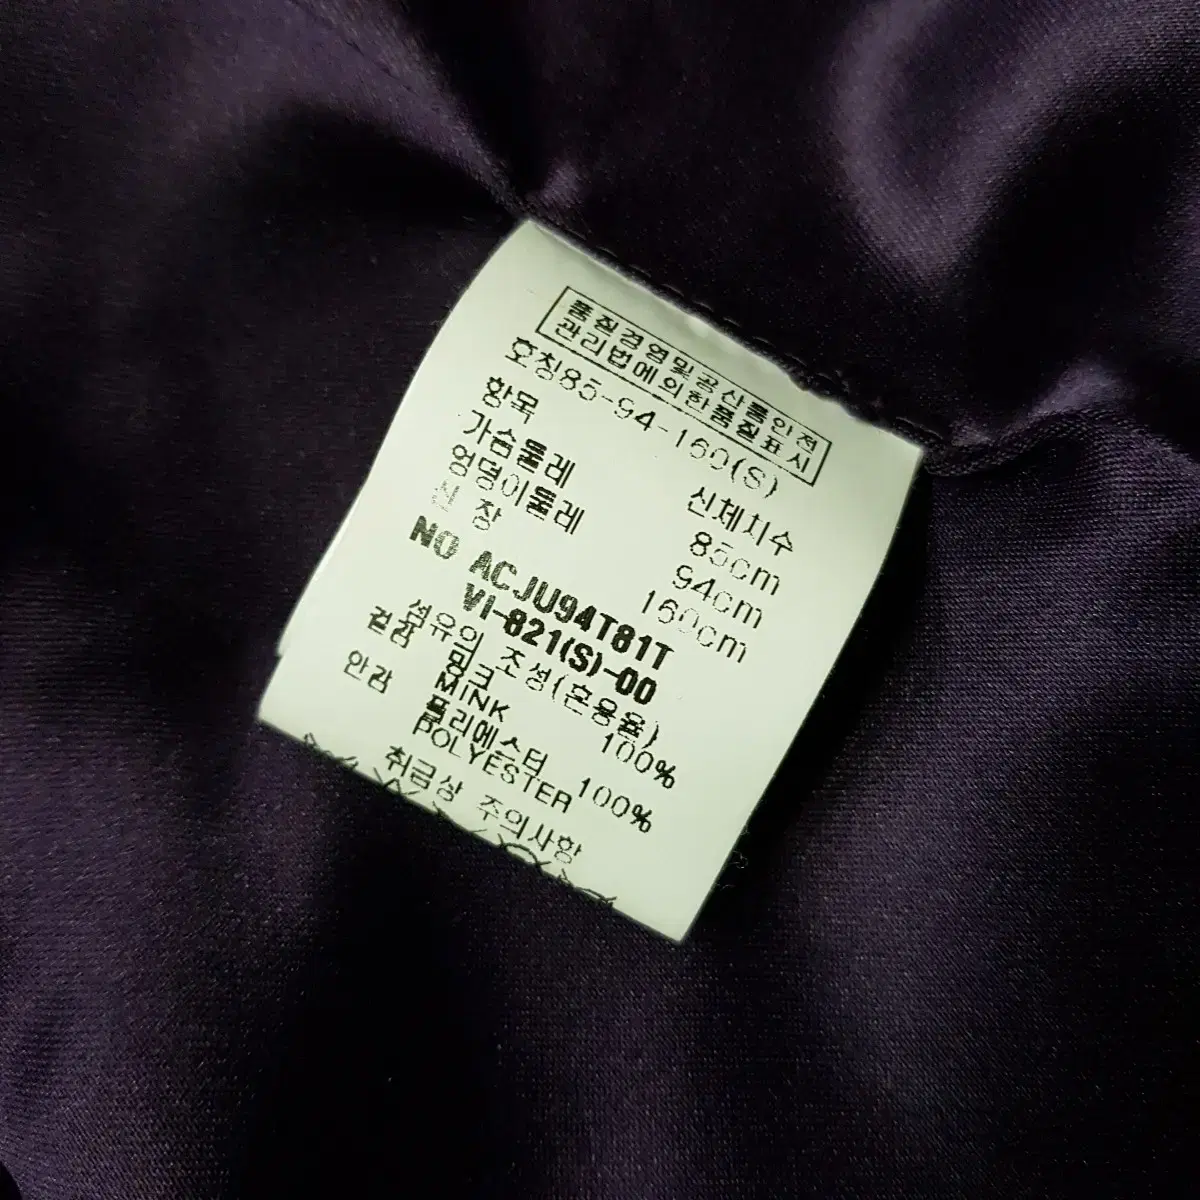 품질경영및공산품안전
관리법에의한품질표시
호칭85-94-160(S)
항목 신체치수
가슴둘레 85cm
엉덩이둘레 94cm
신 장 160cm
NO ACJU94T81T
VI-821(S)-00
섬유의 조성(혼용율)
겉감 밍크
MINK 100%
안감 폴리에스터
POLYESTER 100%
취급상 주의사항